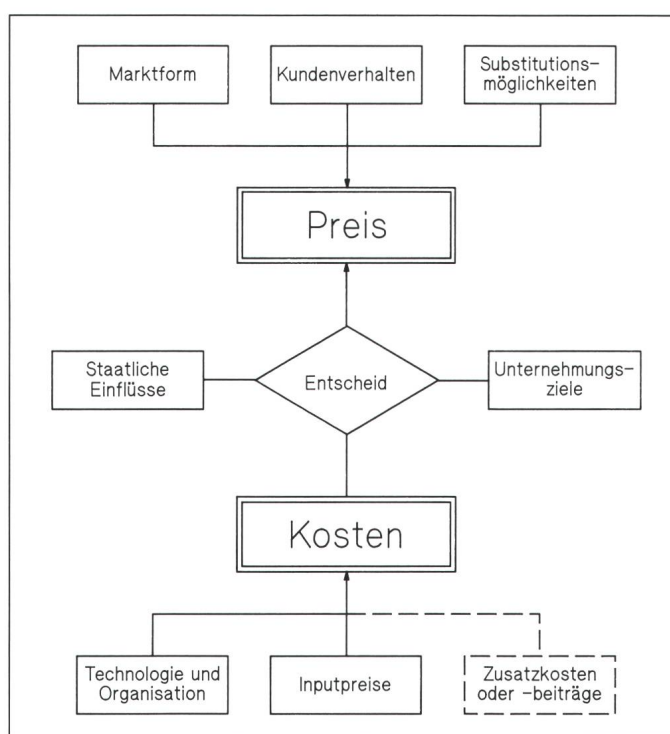 Marktform
Kundenverhalten
Substitutions-
möglichkeiten
Preis
Staatliche
Einflüsse
Entscheid
Unternehmungs-
ziele
Kosten
Technologie und
Organisation
Inputpreise
Zusatzkosten
oder -beiträge